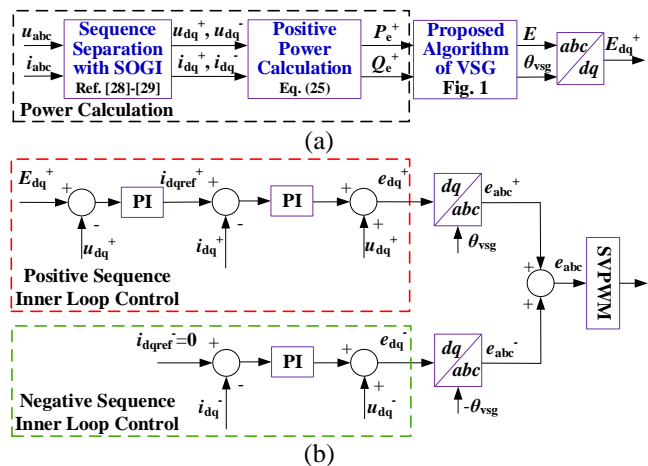 u_abc
i_abc
Sequence
Separation
with SOGI
Ref. [28]-[29]
u_dq^+, u_dq^-
i_dq^+, i_dq^-
Positive
Power
Calculation
Eq. (25)
P_e^+
Q_e^+
Proposed
Algorithm
of VSG
Fig. 1
E
θ_vsg
abc
dq
E_dq^+
Power Calculation
(a)
E_dq^+
+
-
u_dq^+
PI
i_dqref^+
+
-
i_dq^+
PI
+
+
u_dq^+
e_dq^+
dq
abc
θ_vsg
e_abc^+
Positive Sequence
Inner Loop Control
+
+
e_abc
SVPWM
i_dqref^-=0
+
-
i_dq^-
PI
+
+
u_dq^-
e_dq^-
dq
abc
-θ_vsg
e_abc^-
Negative Sequence
Inner Loop Control
(b)